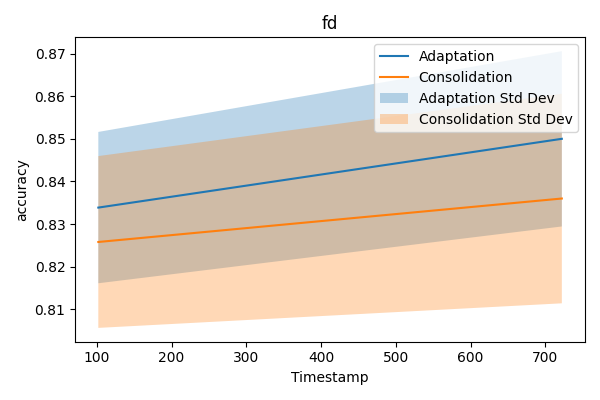 fd
0.87
0.86
0.85
0.84
0.83
0.82
0.81
accuracy
Adaptation
Consolidation
Adaptation Std Dev
Consolidation Std Dev
100 200 300 400 500 600 700
Timestamp